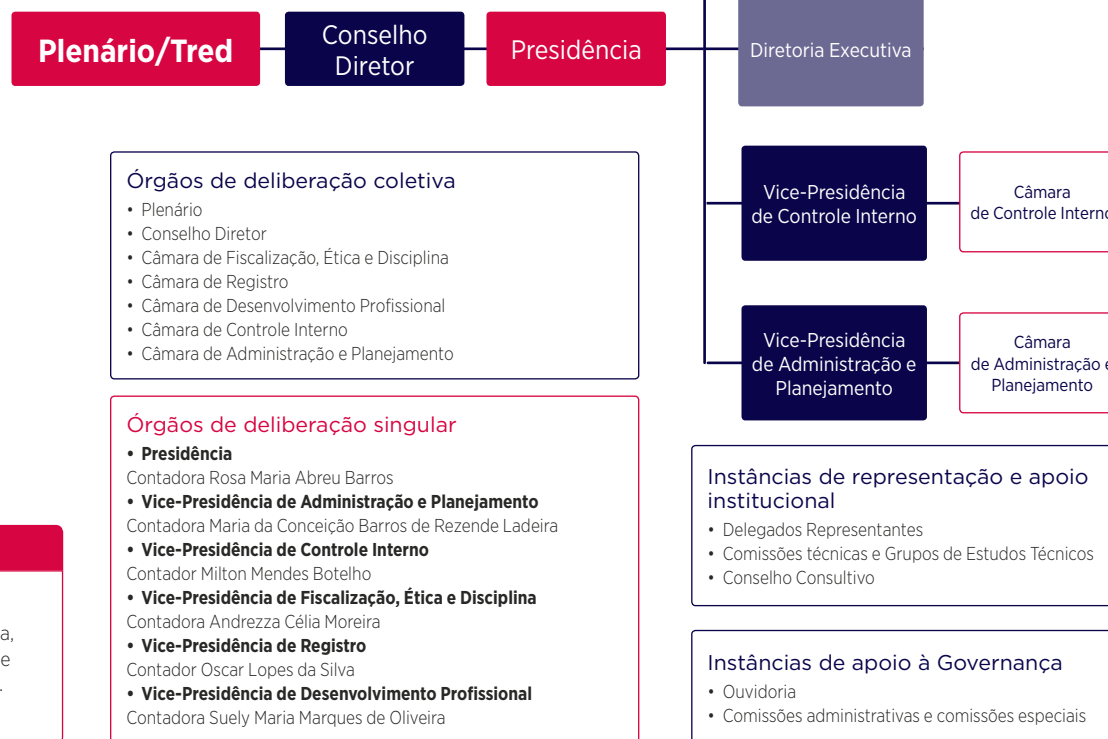 Plenário/Tred
Conselho
Diretor
Presidência
Diretoria Executiva
Vice-Presidência
de Controle Interno
Câmara
de Controle Interno
Vice-Presidência
de Administração e
Planejamento
Câmara
de Administração e
Planejamento
Órgãos de deliberação coletiva
• Plenário
• Conselho Diretor
• Câmara de Fiscalização, Ética e Disciplina
• Câmara de Registro
• Câmara de Desenvolvimento Profissional
• Câmara de Controle Interno
• Câmara de Administração e Planejamento
Órgãos de deliberação singular
• Presidência
Contadora Rosa Maria Abreu Barros
• Vice-Presidência de Administração e Planejamento
Contadora Maria da Conceição Barros de Rezende Ladeira
• Vice-Presidência de Controle Interno
Contador Milton Mendes Botelho
• Vice-Presidência de Fiscalização, Ética e Disciplina
Contadora Andrezza Célia Moreira
• Vice-Presidência de Registro
Contador Oscar Lopes da Silva
• Vice-Presidência de Desenvolvimento Profissional
Contadora Suely Maria Marques de Oliveira
Instâncias de representação e apoio
institucional
• Delegados Representantes
• Comissões técnicas e Grupos de Estudos Técnicos
• Conselho Consultivo
Instâncias de apoio à Governança
• Ouvidoria
• Comissões administrativas e comissões especiais